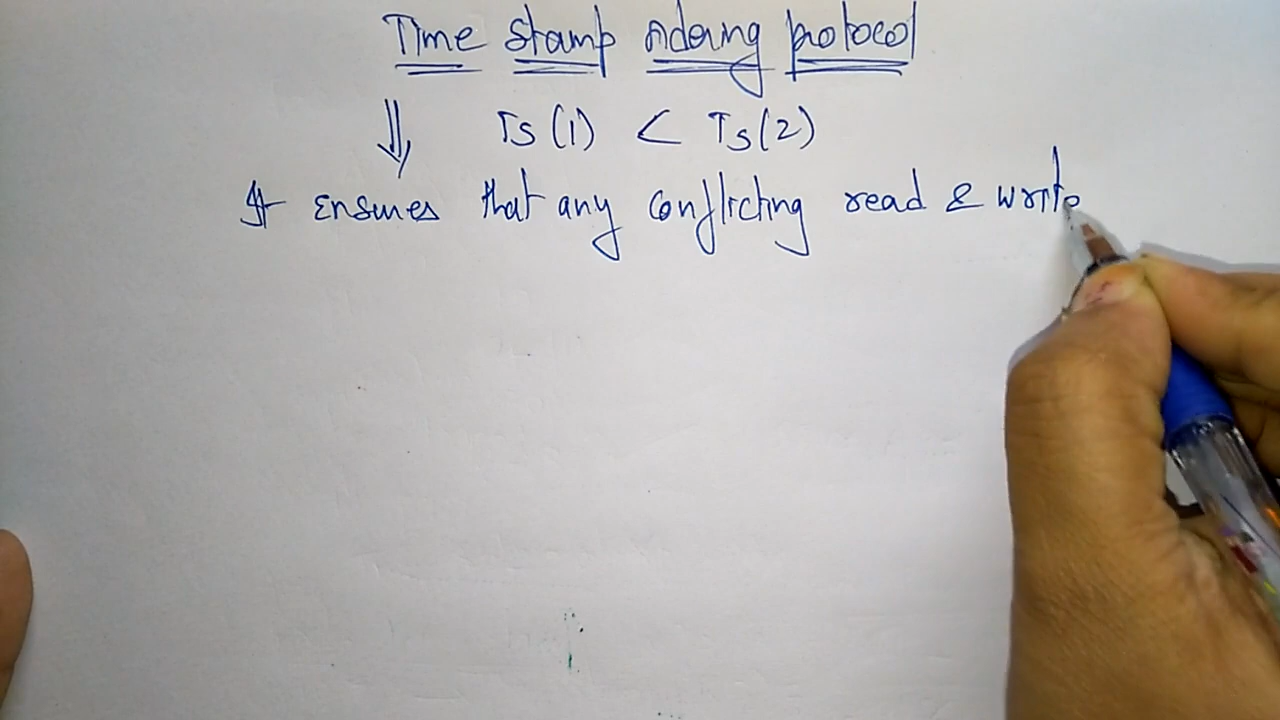 Time Stamp Ordering protocol
⇓ TS(1) < TS(2)
It Ensures that any conflicting read & write